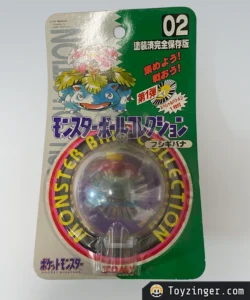 02
塗装済完全保存版
集めよう!
戦おう!
第1弾
モンスターボールコレクション
フシギバナ
MONSTER BALL COLLECTION
ポケットモンスター
Toyzinger.com